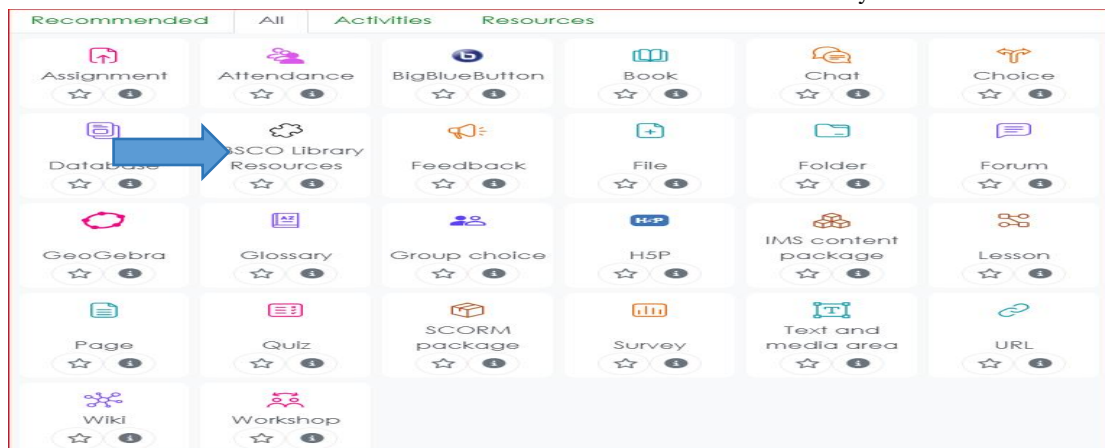 Recommended All Activities Resources
Assignment Attendance BigBlueButton Book Chat Choice
Database
BSCO Library
Resources
Feedback File Folder Forum
GeoGebra Glossary Group choice H5P
IMS content
package
Lesson
Page Quiz
SCORM
package
Survey
Text and
media area
URL
Wiki Workshop